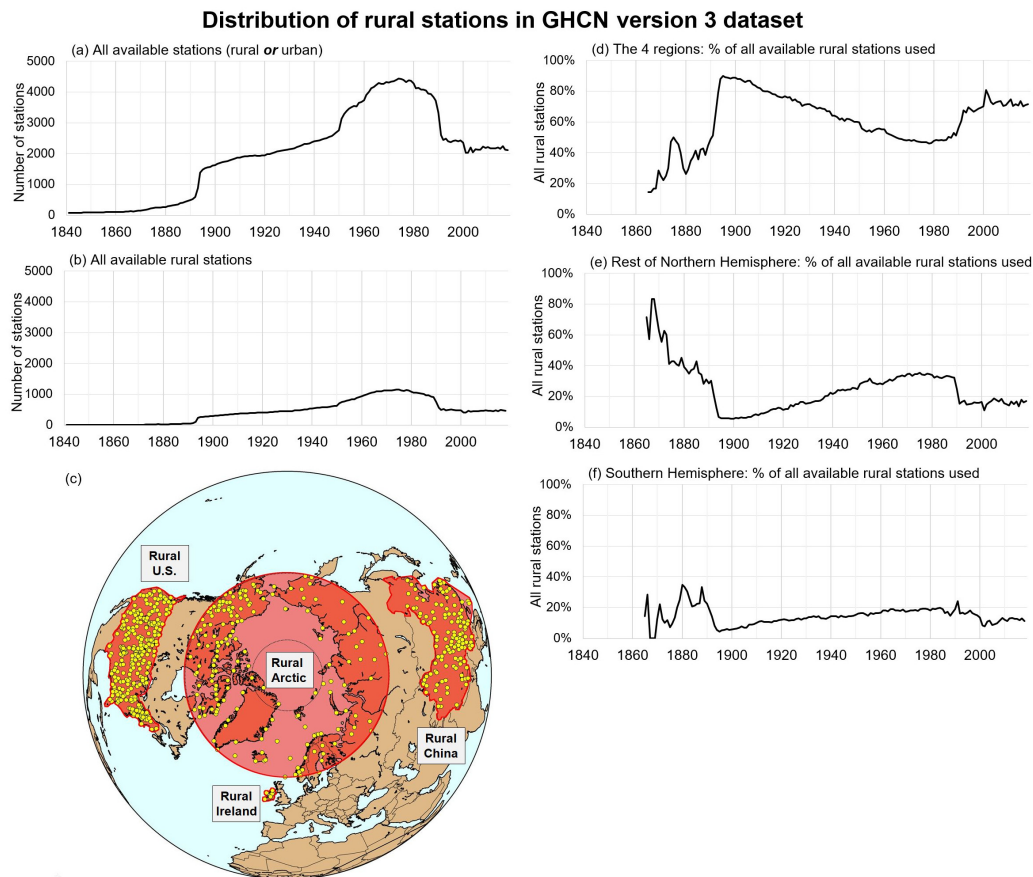 Distribution of rural stations in GHCN version 3 dataset
(a) All available stations (rural or urban)
Number of stations
5000
4000
3000
2000
1000
0
1840 1860 1880 1900 1920 1940 1960 1980 2000
(b) All available rural stations
Number of stations
5000
4000
3000
2000
1000
0
1840 1860 1880 1900 1920 1940 1960 1980 2000
(c)
Rural
U.S.
Rural
Arctic
Rural
China
Rural
Ireland
(d) The 4 regions: % of all available rural stations used
All rural stations
100%
80%
60%
40%
20%
0%
1840 1860 1880 1900 1920 1940 1960 1980 2000
(e) Rest of Northern Hemisphere: % of all available rural stations used
All rural stations
100%
80%
60%
40%
20%
0%
1840 1860 1880 1900 1920 1940 1960 1980 2000
(f) Southern Hemisphere: % of all available rural stations used
All rural stations
100%
80%
60%
40%
20%
0%
1840 1860 1880 1900 1920 1940 1960 1980 2000